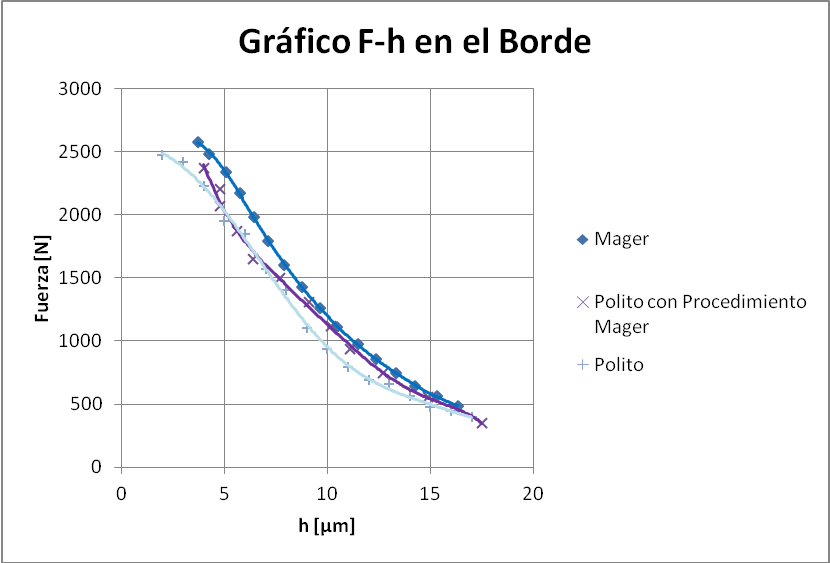 Gráfico F-h en el Borde
3000
2500
2000
1500
1000
500
0
Fuerza [N]
0 5 10 15 20
h [µm]
Mager
Polito con Procedimiento
Mager
Polito